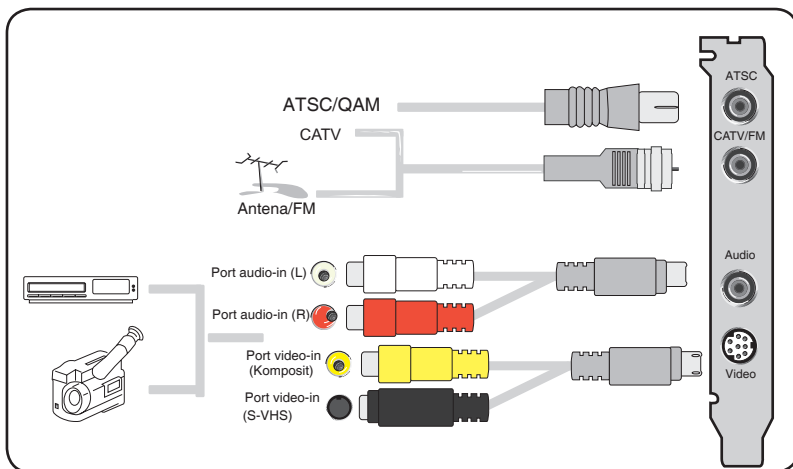 ATSC
ATSC/QAM
CATV
CATV/FM
Antena/FM
Audio
Port audio-in (L)
Port audio-in (R)
Port video-in
(Komposit)
Video
Port video-in
(S-VHS)